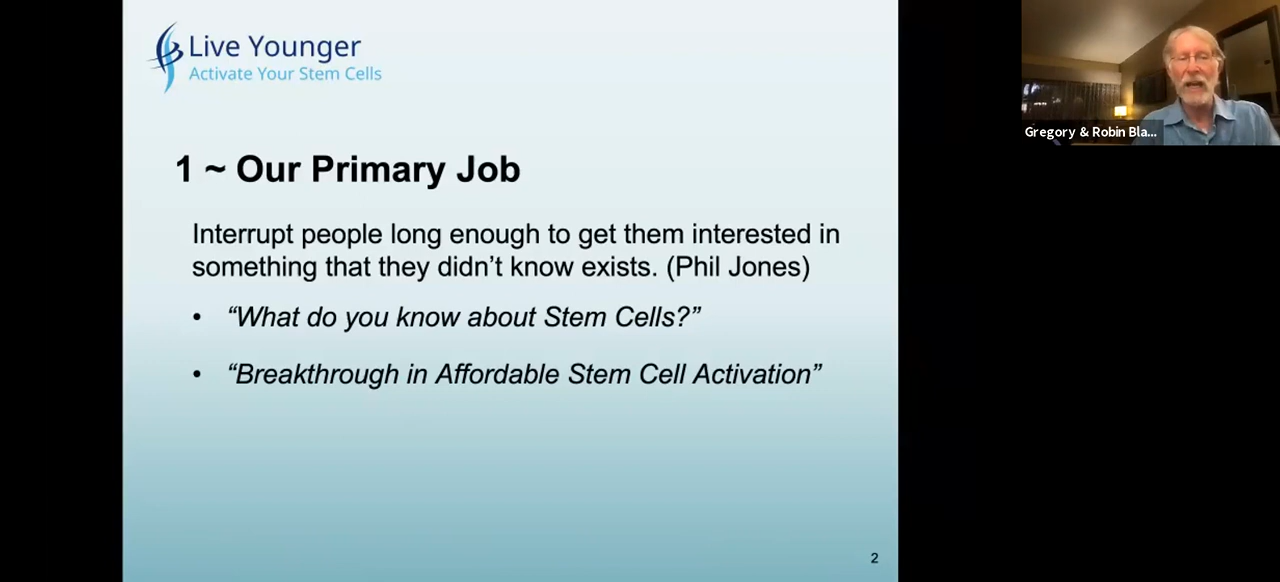 Live Younger
Activate Your Stem Cells
1 ~ Our Primary Job
Interrupt people long enough to get them interested in
something that they didn’t know exists. (Phil Jones)
• “What do you know about Stem Cells?”
• “Breakthrough in Affordable Stem Cell Activation”
2
Gregory & Robin Bla...